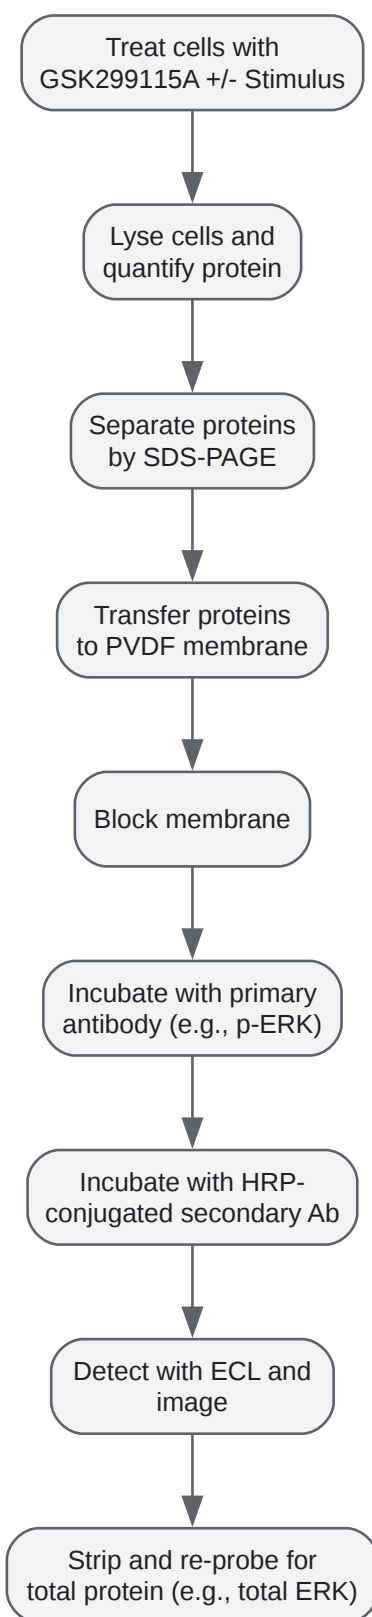 Treat cells with
GSK299115A +/- Stimulus
Lyse cells and
quantify protein
Separate proteins
by SDS-PAGE
Transfer proteins
to PVDF membrane
Block membrane
Incubate with primary
antibody (e.g., p-ERK)
Incubate with HRP-
conjugated secondary Ab
Detect with ECL and
image
Strip and re-probe for
total protein (e.g., total ERK)